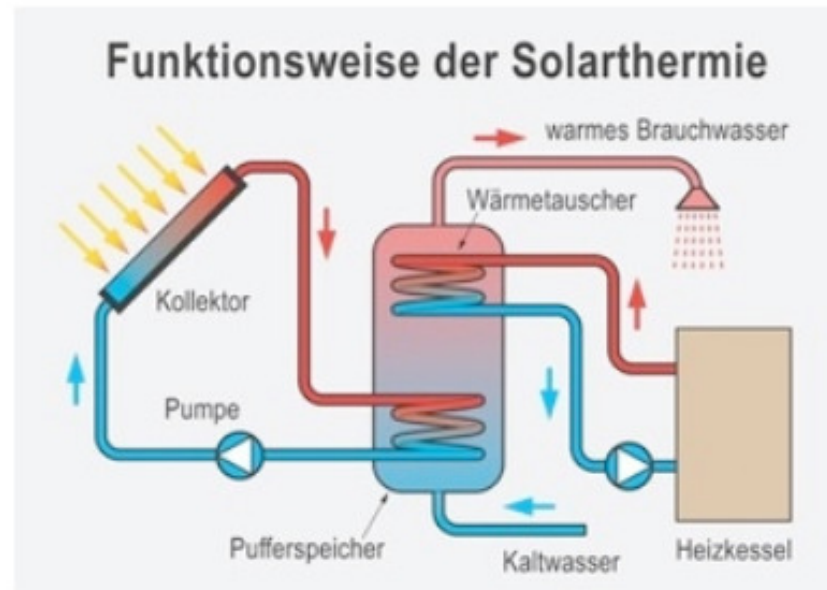 Funktionsweise der Solarthermie
warmes Brauchwasser
Wärmetauscher
Kollektor
Pumpe
Pufferspeicher
Kaltwasser
Heizkessel